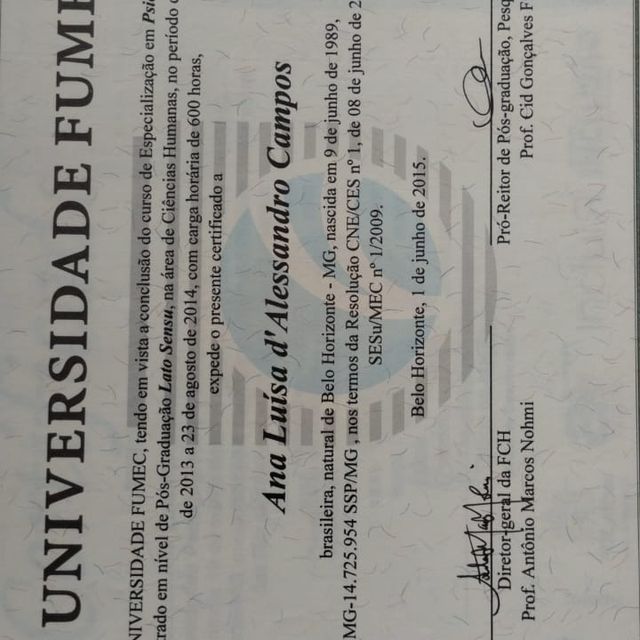 UNIVERSIDADE FUME
NIVERSIDADE FUMEC, tendo em vista a conclusão do curso de Especialização em Psi
trado em nível de Pós-Graduação Lato Sensu, na área de Ciências Humanas, no período
de 2013 a 23 de agosto de 2014, com carga horária de 600 horas,
expede o presente certificado a
Ana Luísa d'Alessandro Campos
brasileira, natural de Belo Horizonte - MG, nascida em 9 de junho de 1989,
MG-14.725.954 SSP/MG , nos termos da Resolução CNE/CES nº 1, de 08 de junho de 2
SESu/MEC nº 1/2009.
Belo Horizonte, 1 de junho de 2015.
Diretor-geral da FCH
Prof. Antônio Marcos Nohmi
Pró-Reitor de Pós-graduação, Pesq
Prof. Cid Gonçalves F